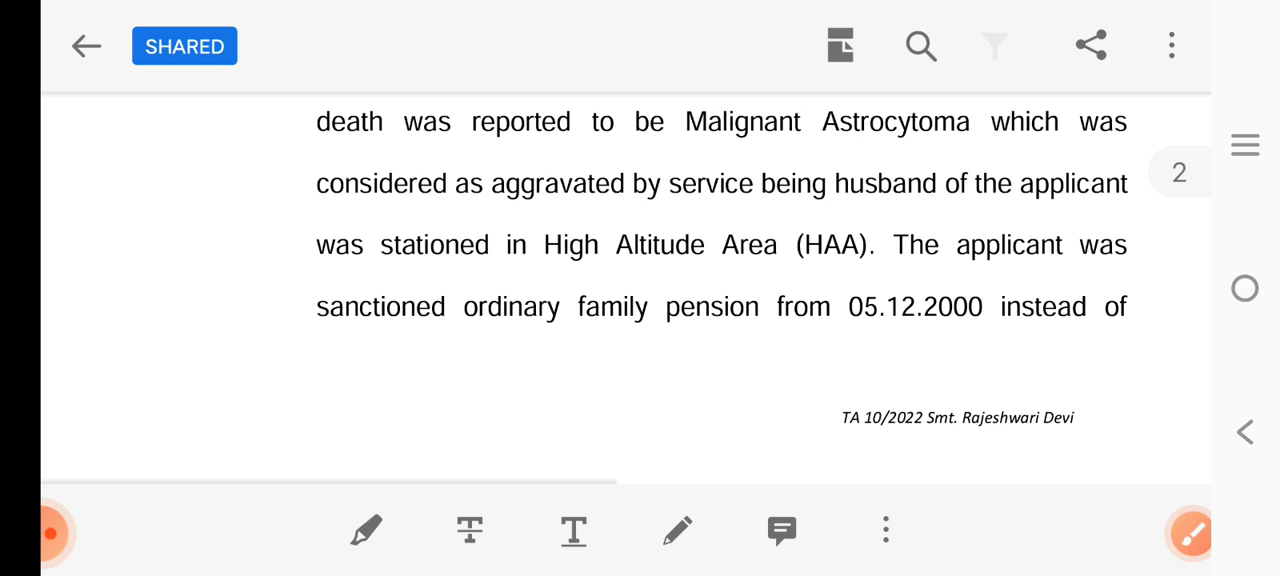 SHARED
death was reported to be Malignant Astrocytoma which was
considered as aggravated by service being husband of the applicant
2
was stationed in High Altitude Area (HAA). The applicant was
sanctioned ordinary family pension from 05.12.2000 instead of
TA 10/2022 Smt. Rajeshwari Devi